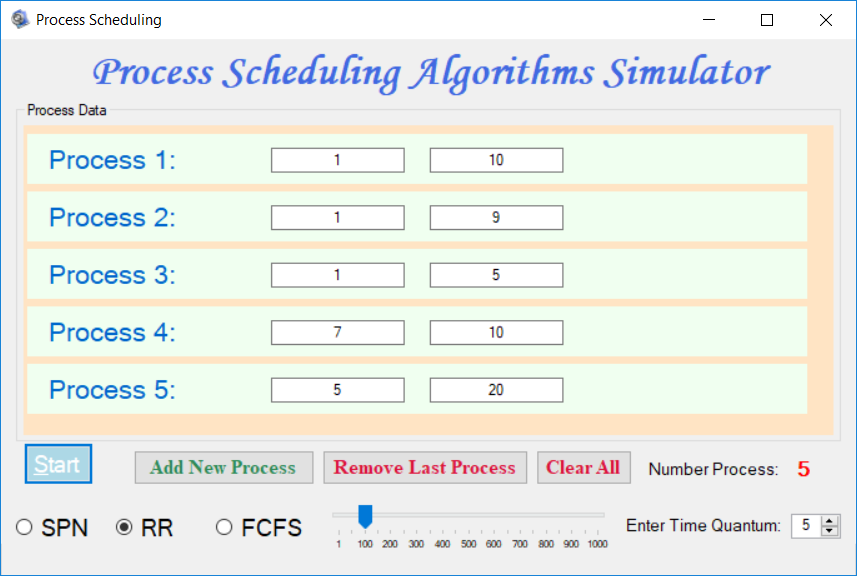 Process Scheduling
Process Scheduling Algorithms Simulator
Process Data
Process 1: 1 10
Process 2: 1 9
Process 3: 1 5
Process 4: 7 10
Process 5: 5 20
Start Add New Process Remove Last Process Clear All Number Process: 5
SPN RR FCFS Enter Time Quantum: 5
1 100 200 300 400 500 600 700 800 900 1000